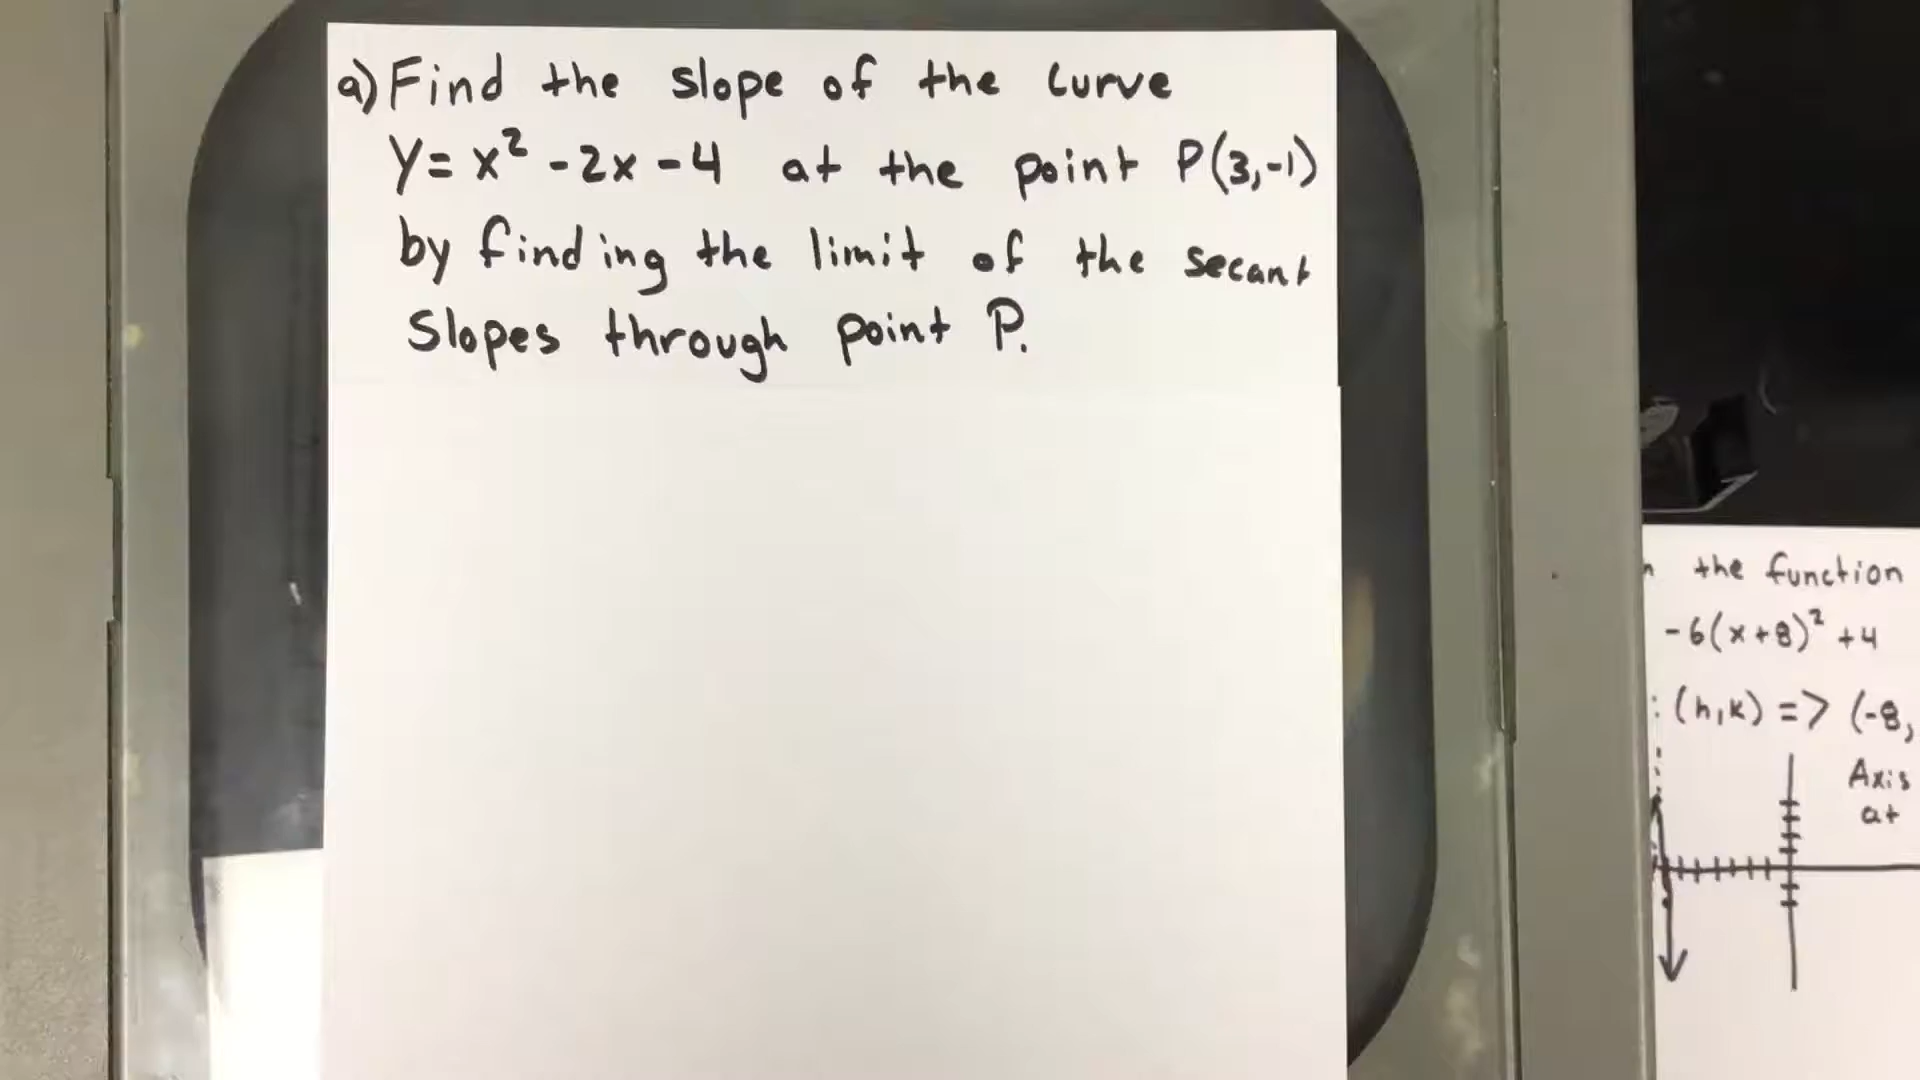 a) Find the slope of the curve
y = x² - 2x - 4 at the point P(3,-1)
by finding the limit of the secant
slopes through point P.
the function
-6(x+8)² + 4
: (h,k) => (-8,
Axis
at